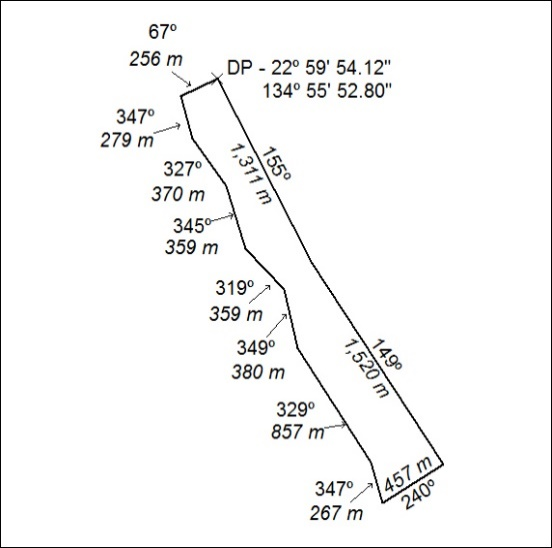 67º
256 m
DP - 22º 59' 54.12"
134º 55' 52.80"
347º
279 m
155º
1,311 m
327º
370 m
345º
359 m
319º
359 m
349º
380 m
149º
1,520 m
329º
857 m
347º
267 m
457 m
240º